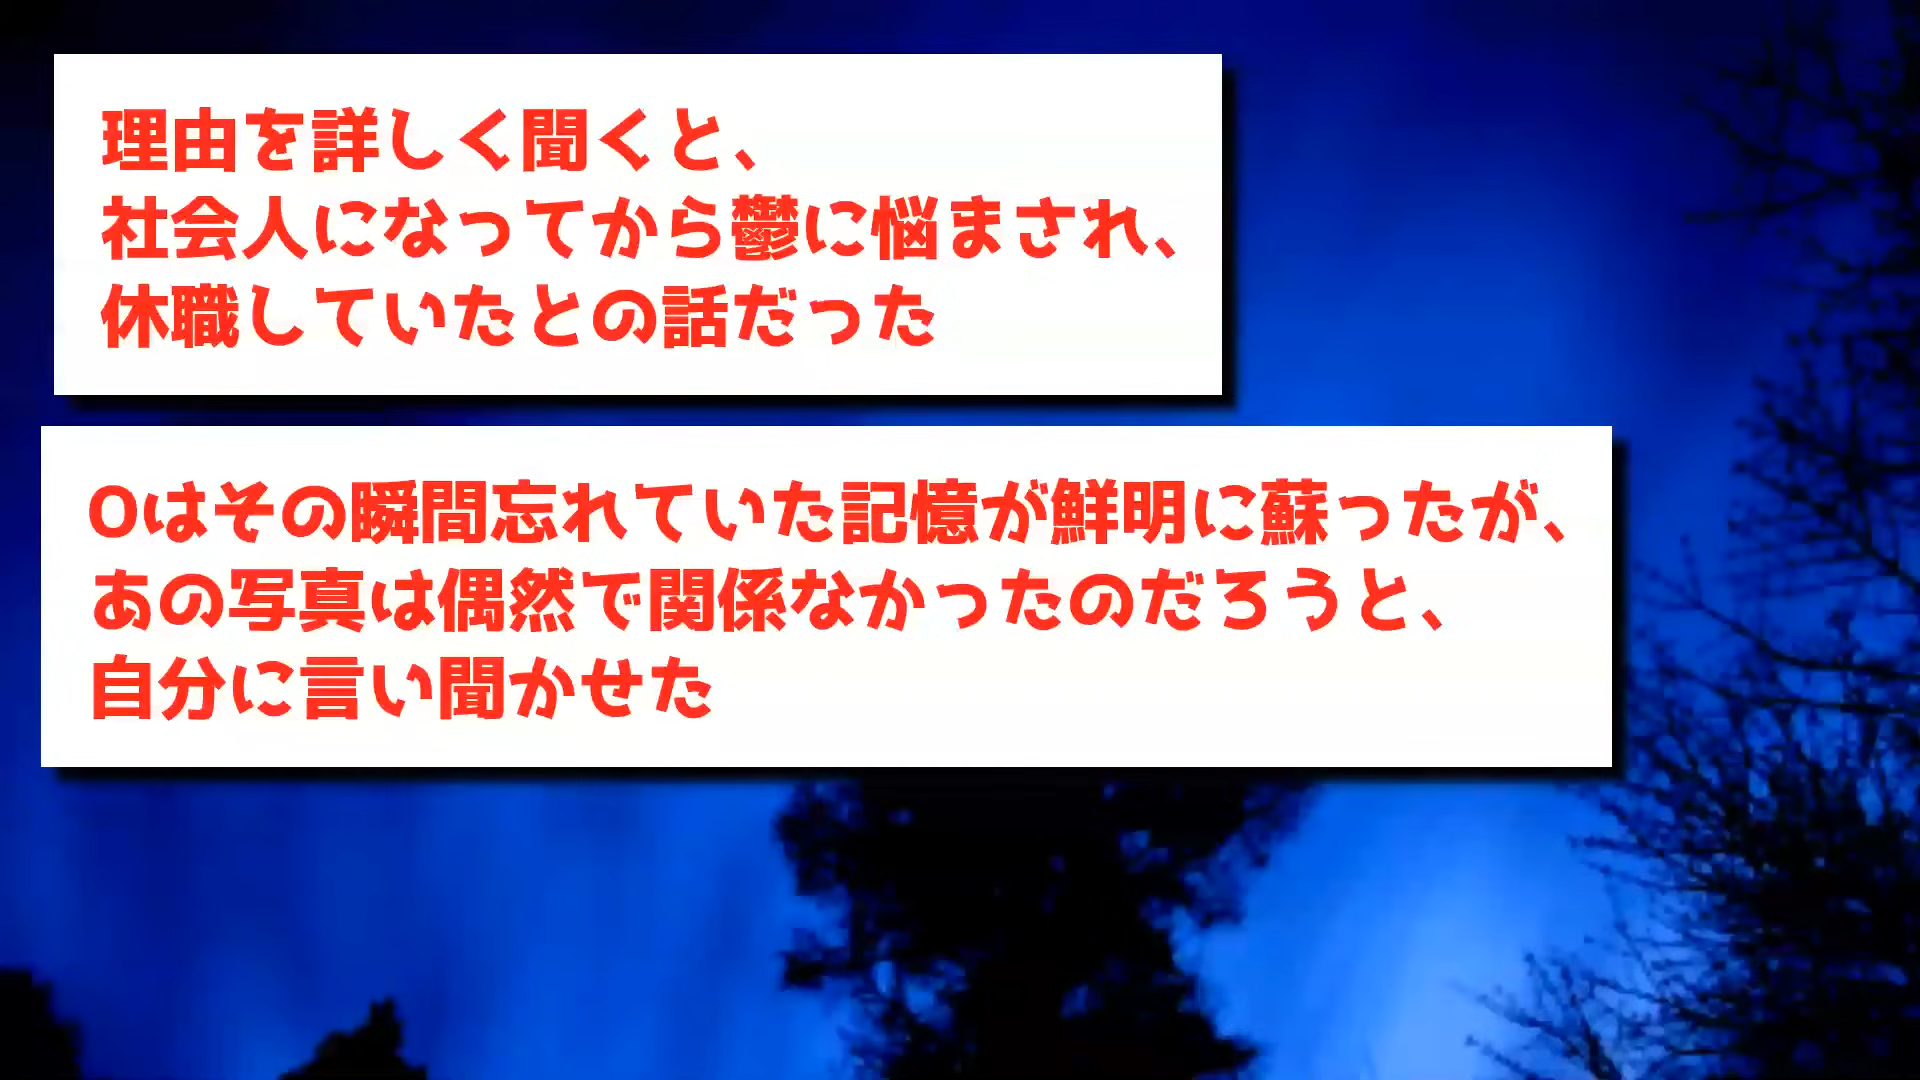 理由を詳しく聞くと、
社会人になってから鬱に悩まされ、
休職していたとの話だった
Oはその瞬間忘れていた記憶が鮮明に蘇ったが、
あの写真は偶然で関係なかったのだろうと、
自分に言い聞かせた